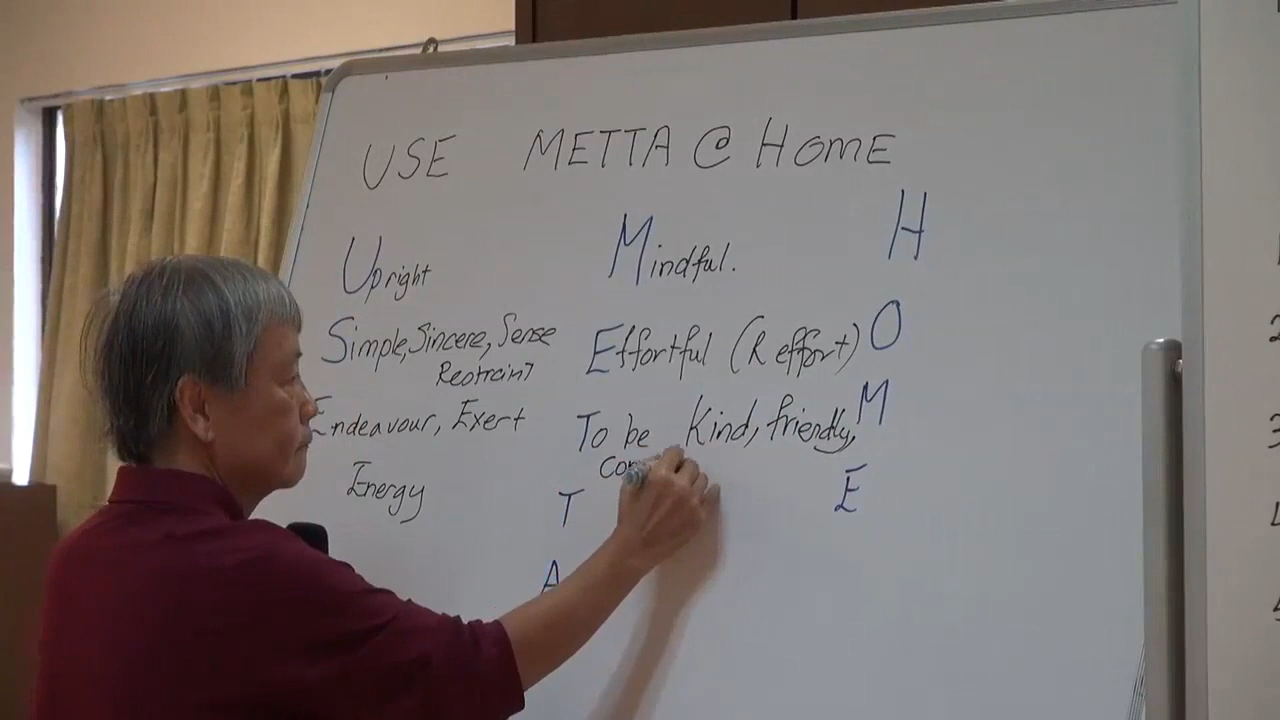 USE METTA @ HOME
Upright
Simple, Sincere, Sense
Restraint
Endeavour, Exert
Energy
Mindful.
Effortful (R effort)
To be Kind, friendly,
T
A
H
O
M
E